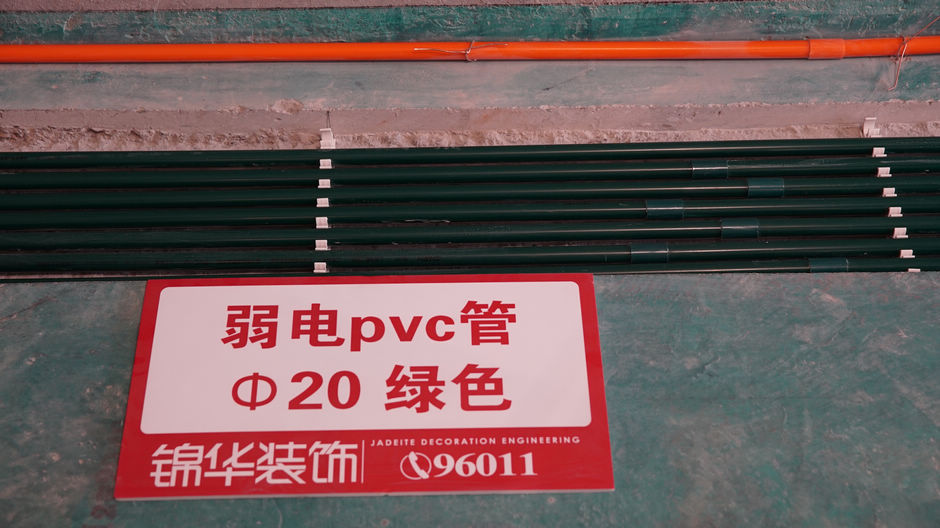 弱电pvc管
Φ20 绿色
锦华装饰
JADEITE DECORATION ENGINEERING
96011